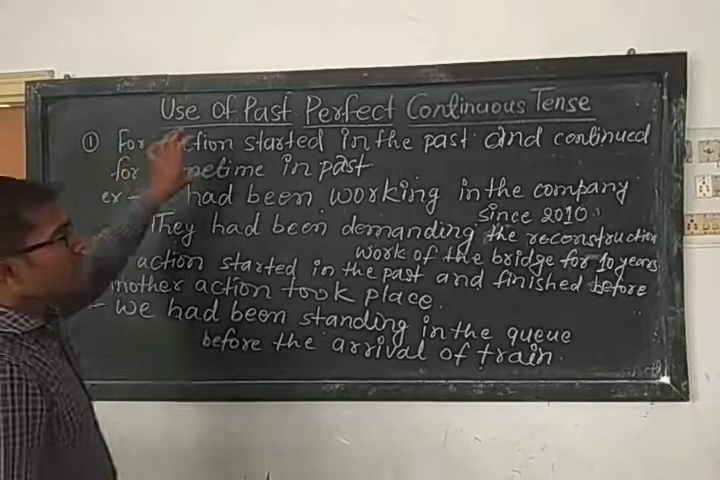 Use Of Past Perfect Continuous Tense
① For action started in the past and continued
for sometime in past
ex - had been working in the company
since 2010.
They had been demanding the reconstruction
work of the bridge for 10 years
action started in the past and finished before
another action took place.
- we had been standing in the queue
before the arrival of train.